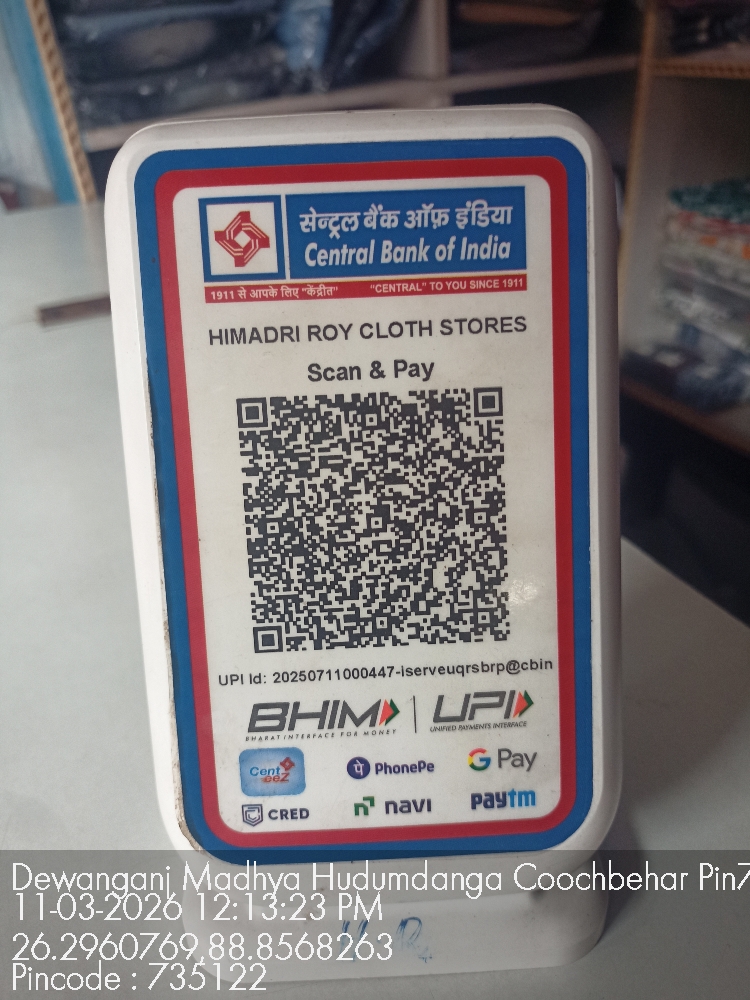 सेन्ट्रल बैंक ऑफ़ इंडिया
Central Bank of India
1911 से आपके लिए "केंद्रीत" "CENTRAL" TO YOU SINCE 1911
HIMADRI ROY CLOTH STORES
Scan & Pay
UPI Id: 20250711000447-iserveuqrsbrp@cbin
BHIM UPI
BHARAT INTERFACE FOR MONEY UNIFIED PAYMENTS INTERFACE
Cent eeZ PhonePe G Pay
CRED navi paytm
Dewanganj Madhya Hudumdanga Coochbehar Pin7
11-03-2026 12:13:23 PM
26.2960769,88.8568263
Pincode : 735122